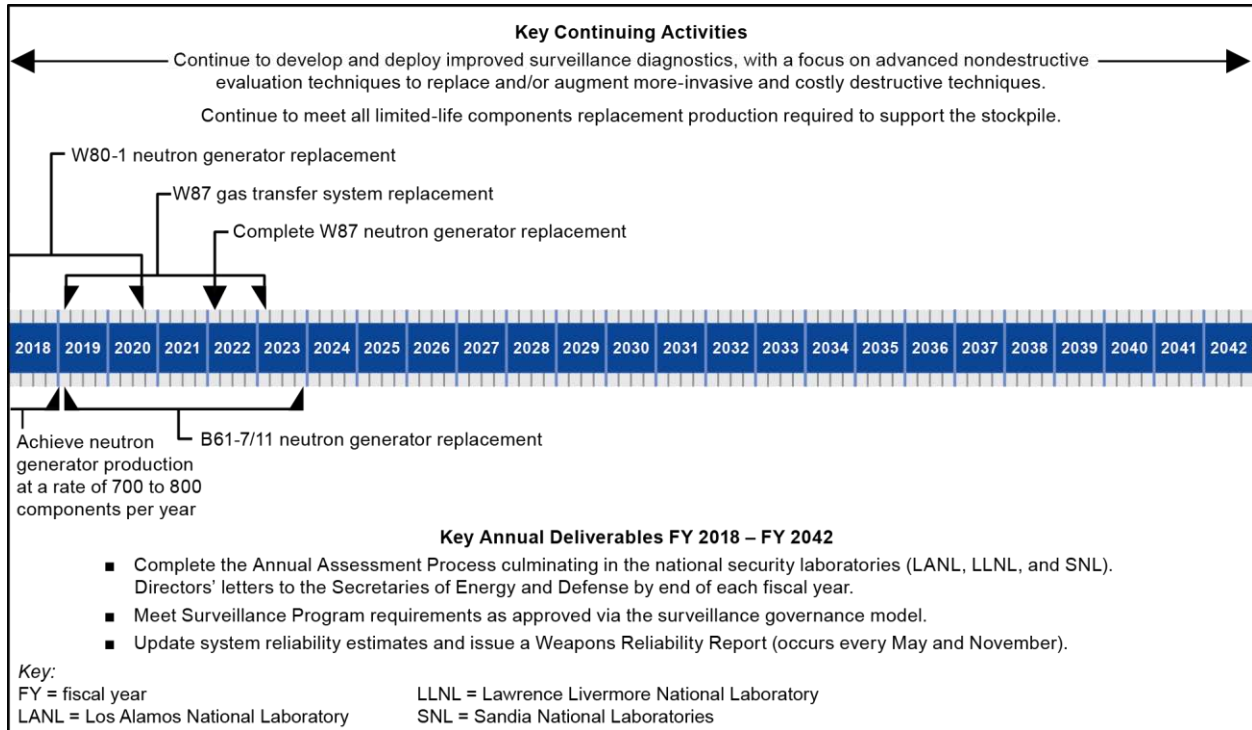 Key Continuing Activities
Continue to develop and deploy improved surveillance diagnostics, with a focus on advanced nondestructive
evaluation techniques to replace and/or augment more-invasive and costly destructive techniques.
Continue to meet all limited-life components replacement production required to support the stockpile.
W80-1 neutron generator replacement
W87 gas transfer system replacement
Complete W87 neutron generator replacement
2018 2019 2020 2021 2022 2023 2024 2025 2026 2027 2028 2029 2030 2031 2032 2033 2034 2035 2036 2037 2038 2039 2040 2041 2042
B61-7/11 neutron generator replacement
Achieve neutron
generator production
at a rate of 700 to 800
components per year
Key Annual Deliverables FY 2018 – FY 2042
■ Complete the Annual Assessment Process culminating in the national security laboratories (LANL, LLNL, and SNL).
Directors' letters to the Secretaries of Energy and Defense by end of each fiscal year.
■ Meet Surveillance Program requirements as approved via the surveillance governance model.
■ Update system reliability estimates and issue a Weapons Reliability Report (occurs every May and November).
Key:
FY = fiscal year
LANL = Los Alamos National Laboratory
LLNL = Lawrence Livermore National Laboratory
SNL = Sandia National Laboratories